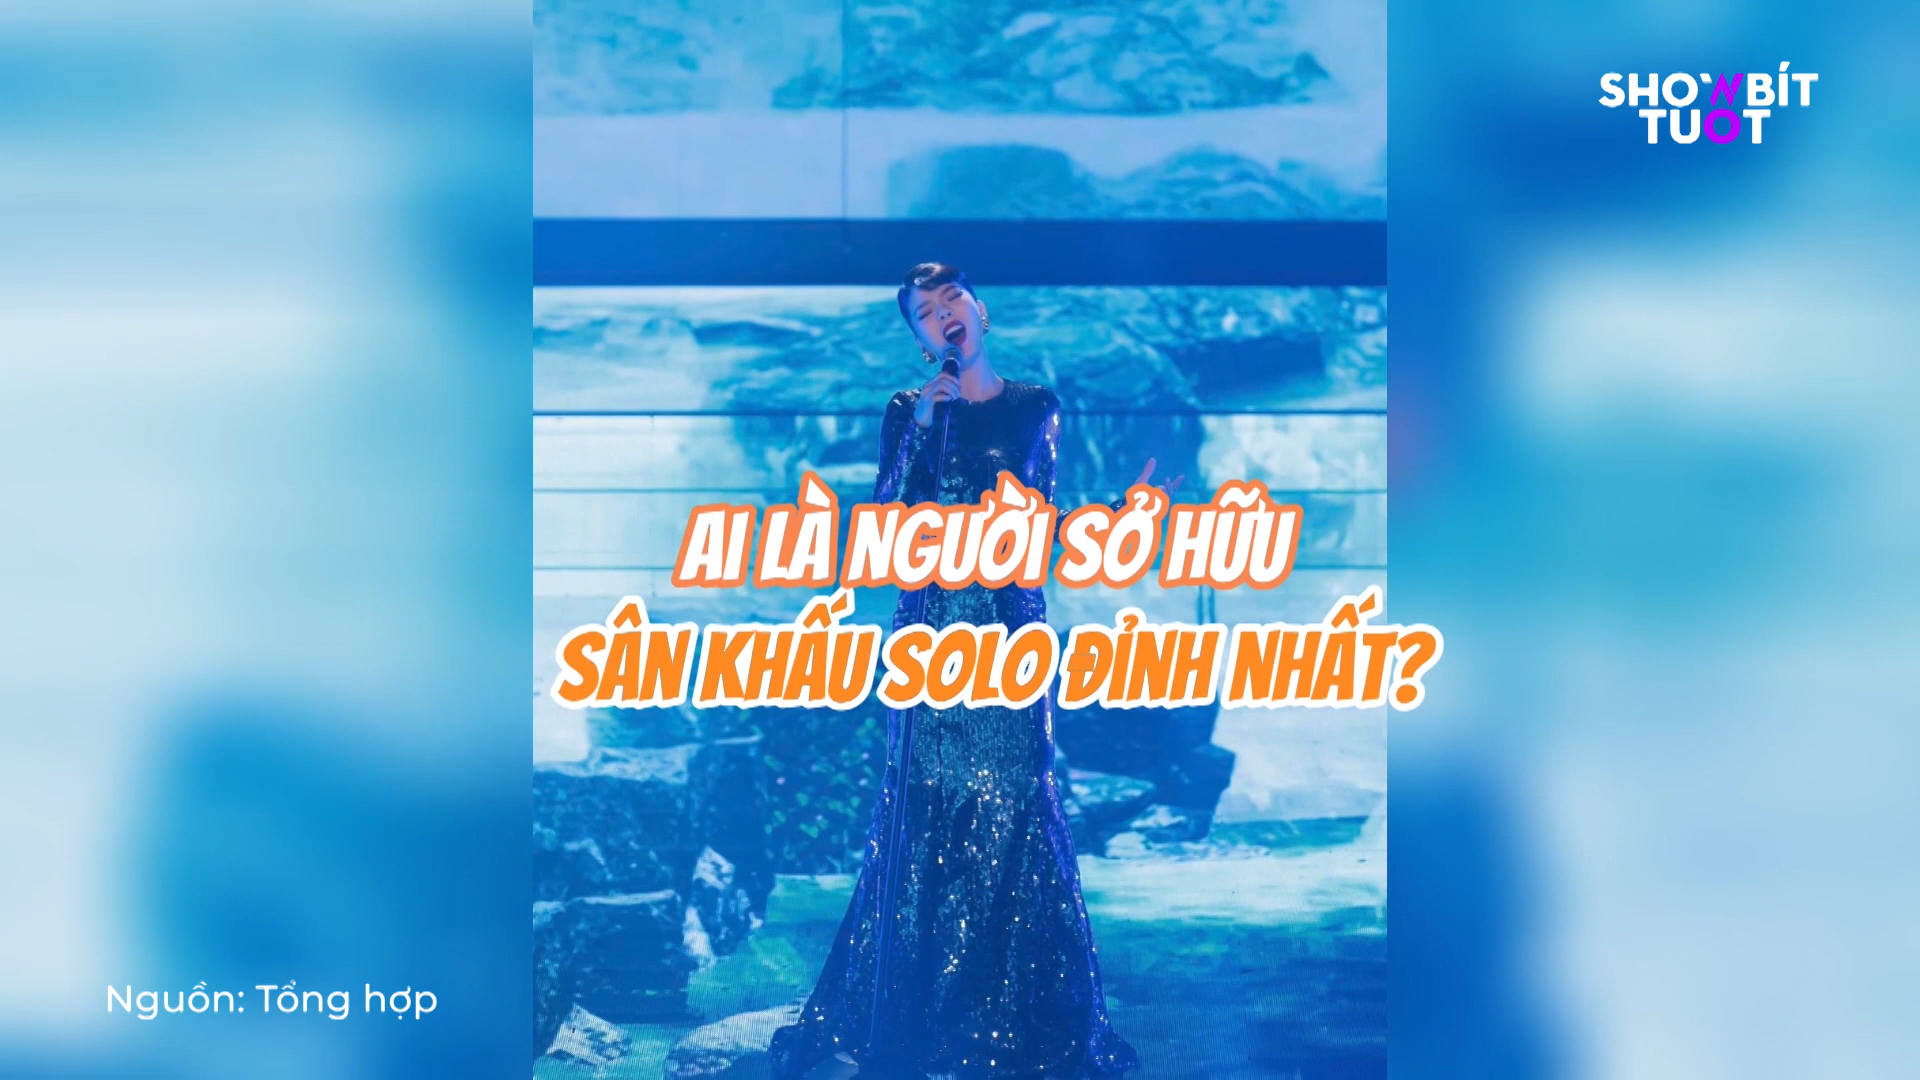 SHOWBÍT
TUOT
AI LÀ NGƯỜI SỞ HỮU
SÂN KHẤU SOLO ĐỈNH NHẤT?
Nguồn: Tổng hợp